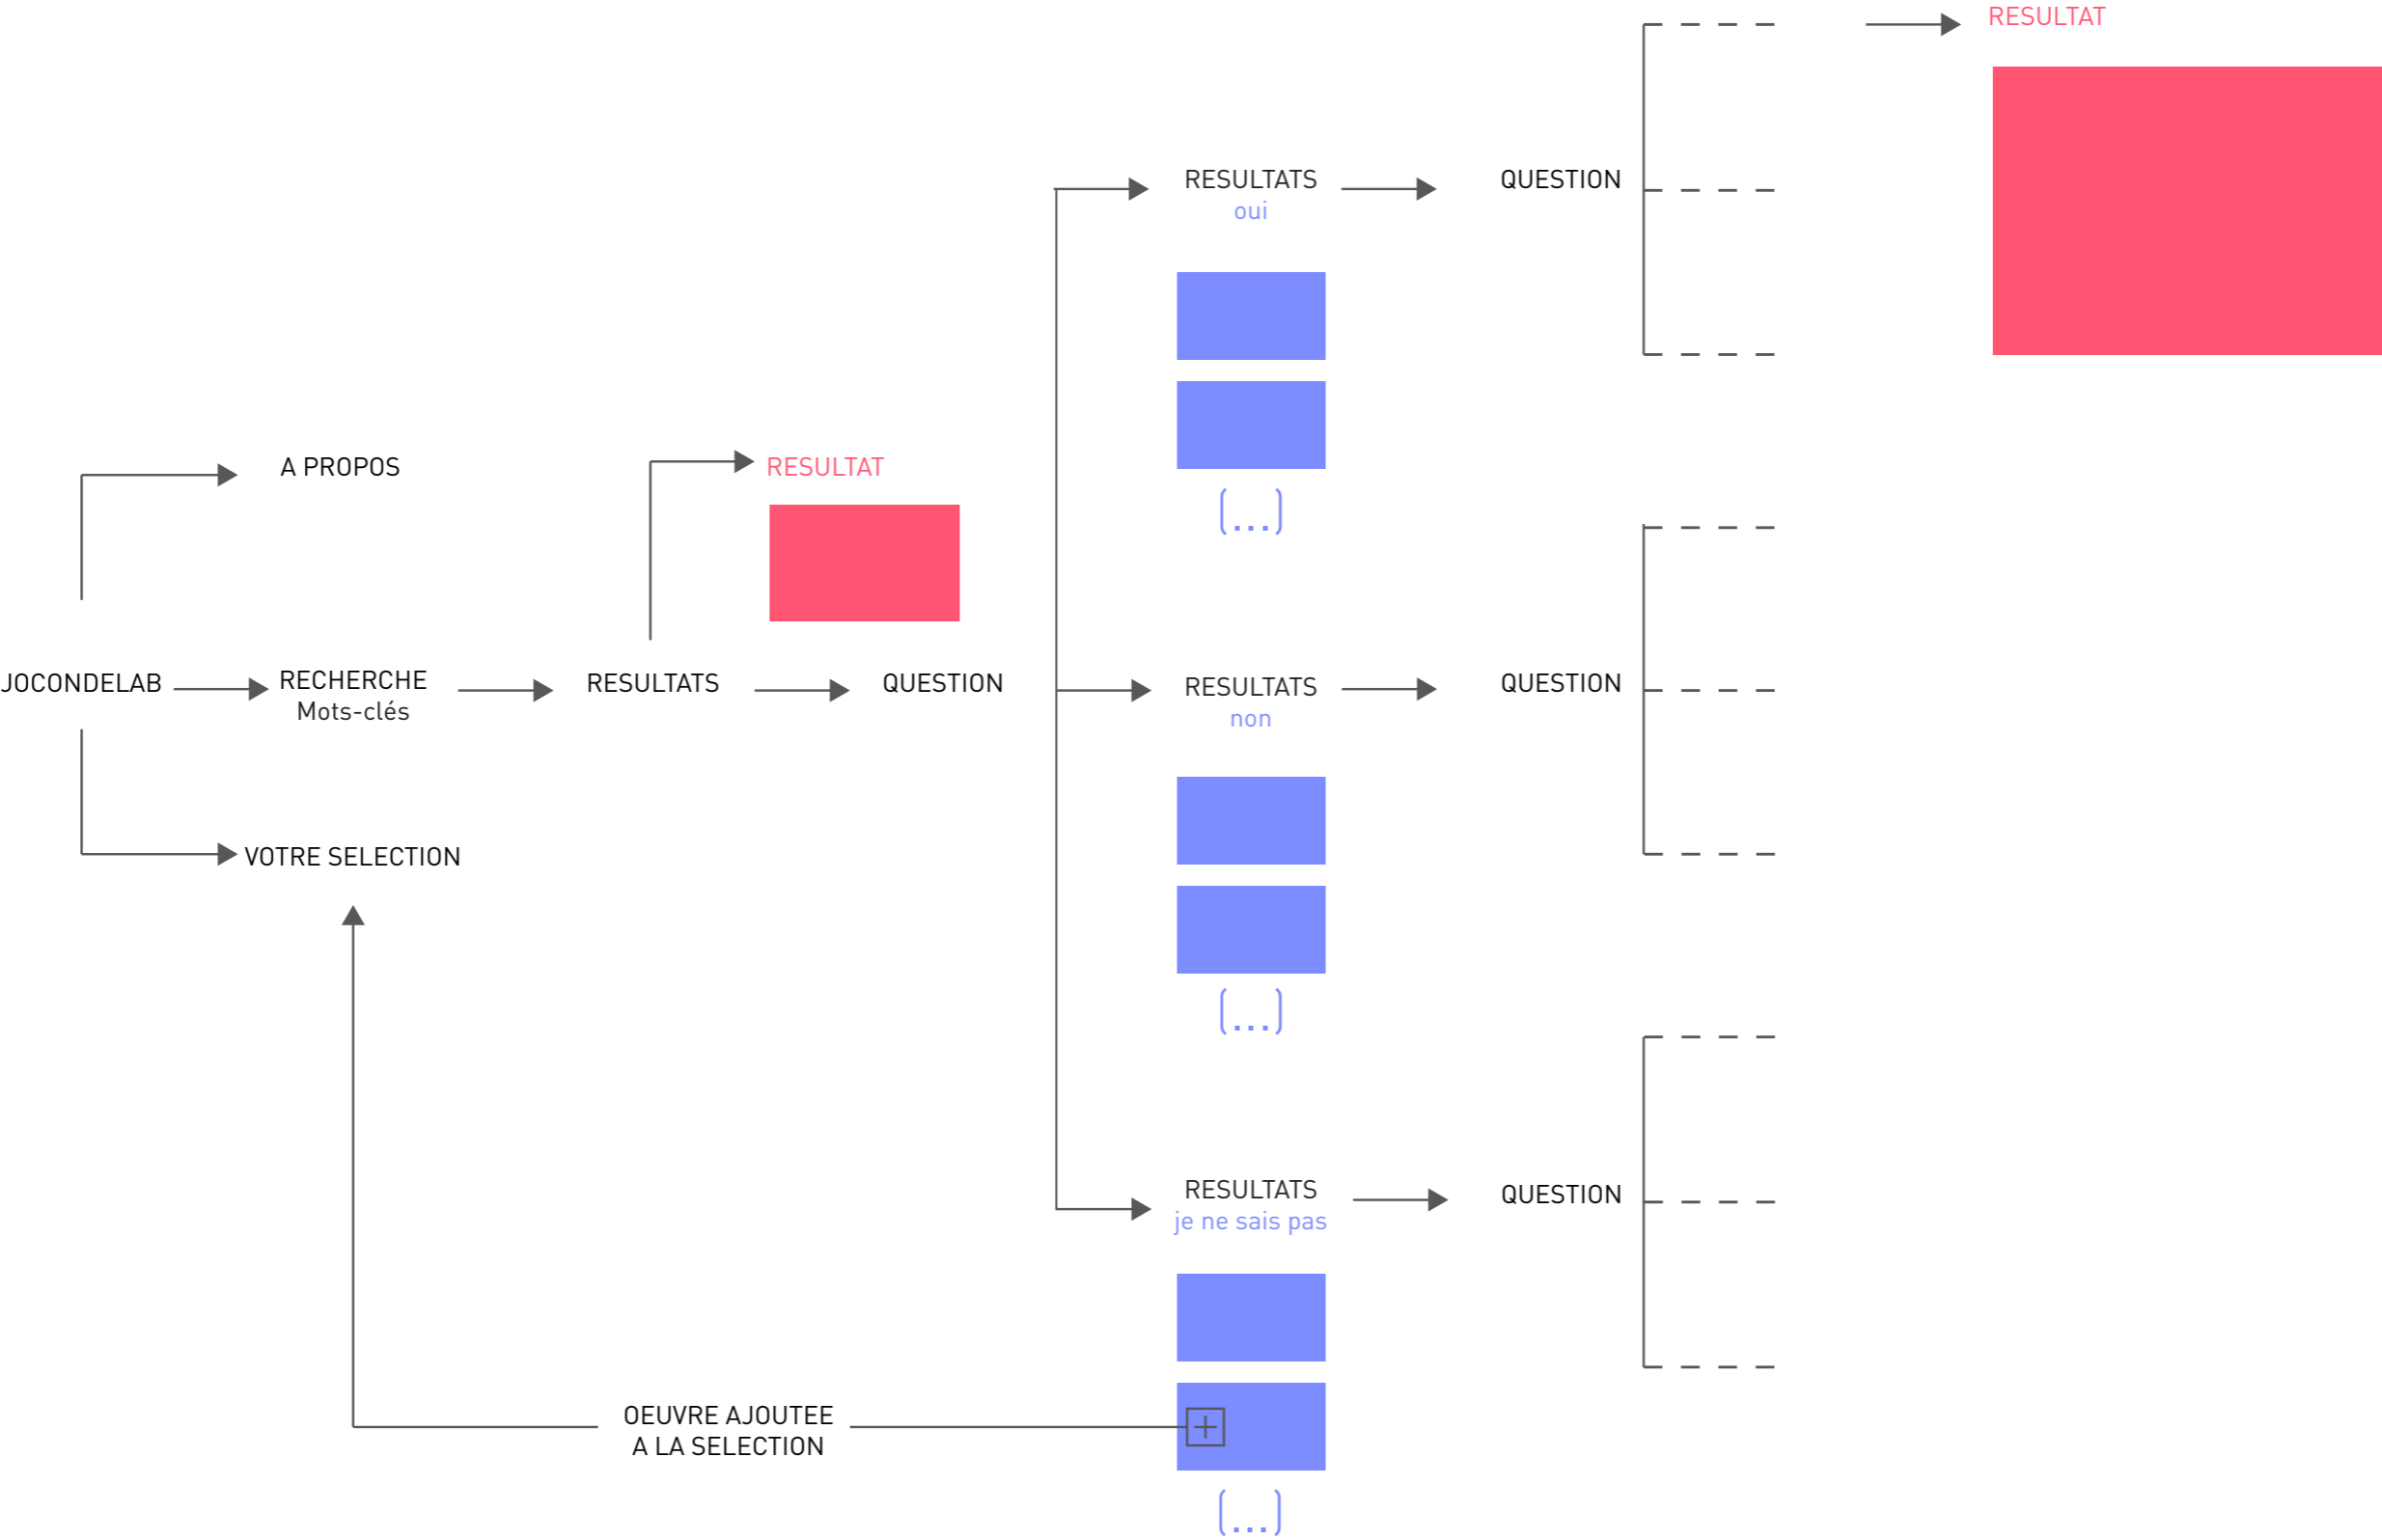 RESULTAT
RESULTATS
oui
QUESTION
(...)
A PROPOS
RESULTAT
JOCONDELAB
RECHERCHE
Mots-clés
RESULTATS
QUESTION
RESULTATS
non
QUESTION
VOTRE SELECTION
(...)
RESULTATS
je ne sais pas
QUESTION
OEUVRE AJOUTEE
A LA SELECTION
(...)